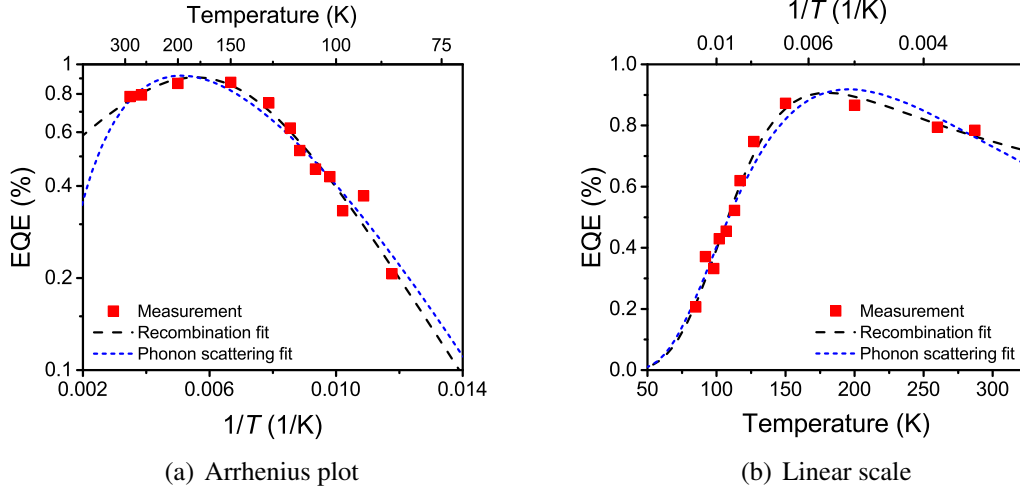 Temperature (K)
300 200 150 100 75
1
0.8
0.6
0.4
0.2
0.1
EQE (%)
Measurement
Recombination fit
Phonon scattering fit
0.002 0.006 0.010 0.014
1/T (1/K)
(a) Arrhenius plot
1/T (1/K)
0.01 0.006 0.004
1.0
0.8
0.6
0.4
0.2
0.0
EQE (%)
Measurement
Recombination fit
Phonon scattering fit
50 100 150 200 250 300
Temperature (K)
(b) Linear scale